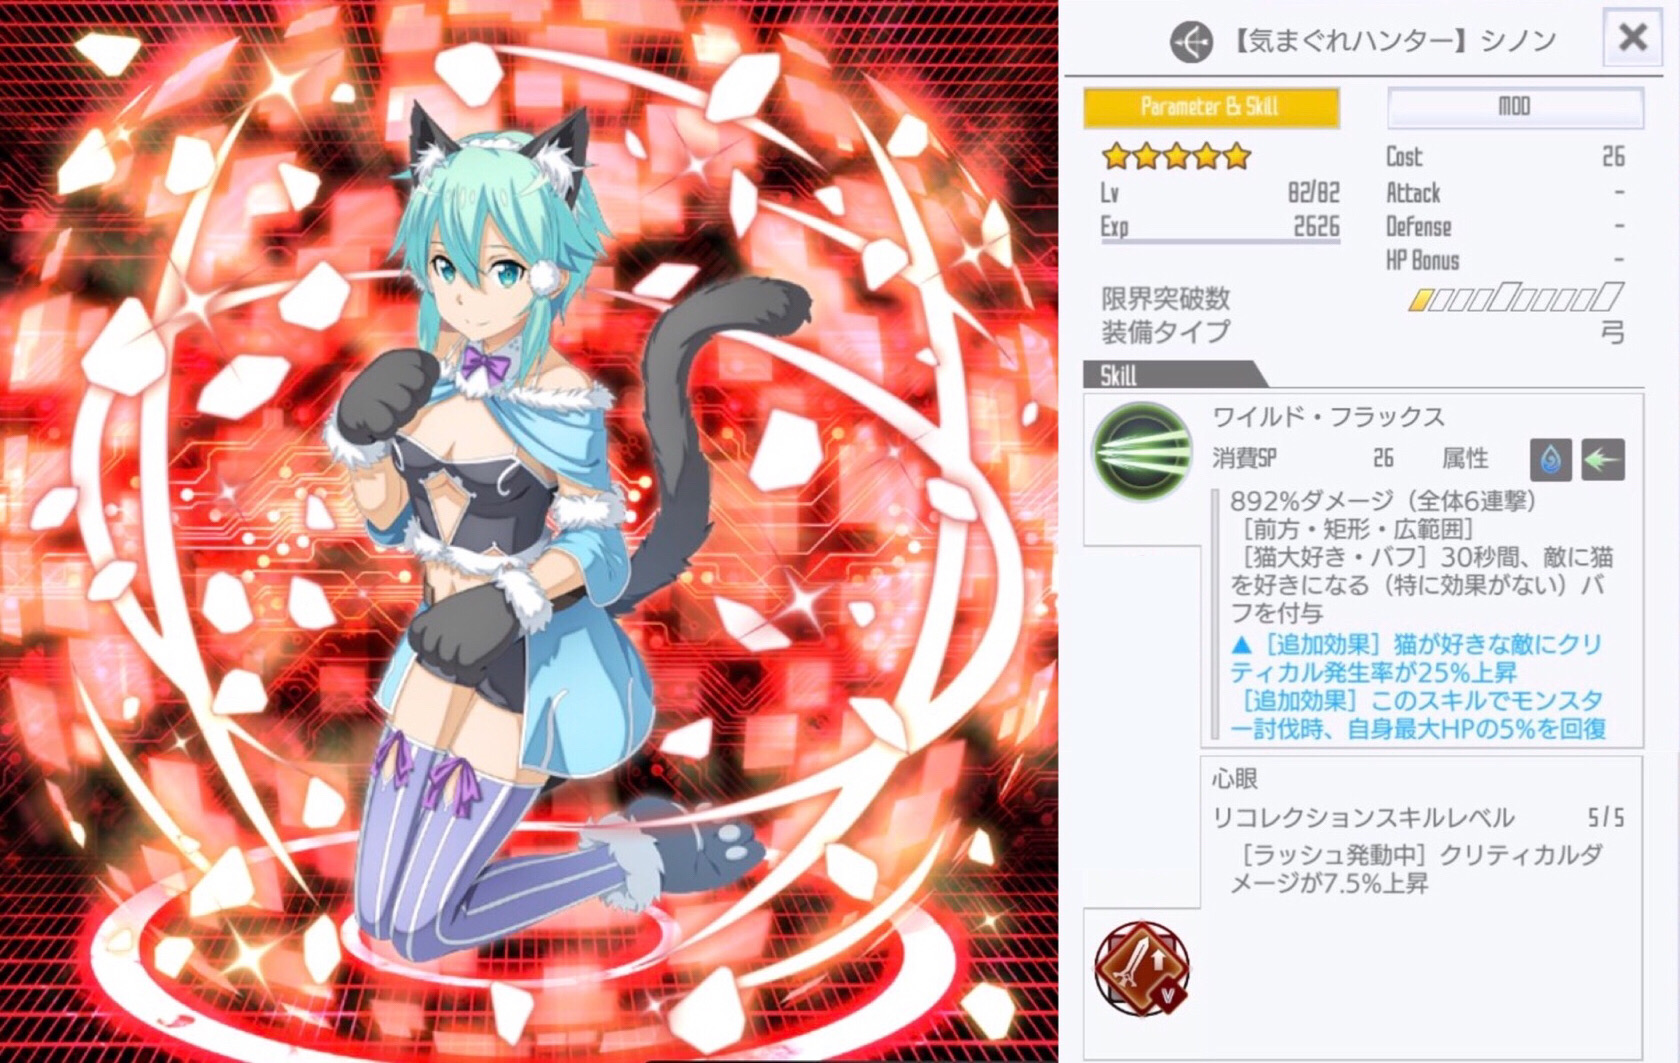 【気まぐれハンター】シノン
Parameter & Skill
MOD
Lv 82/82
Exp 2626
Cost 26
Attack -
Defense -
HP Bonus -
限界突破数
装備タイプ 弓
Skill
ワイルド・フラックス
消費SP 26 属性
892%ダメージ（全体6連撃）
［前方・矩形・広範囲］
［猫大好き・バフ］30秒間、敵に猫
を好きになる（特に効果がない）バ
フを付与
▲［追加効果］猫が好きな敵にクリ
ティカル発生率が25%上昇
［追加効果］このスキルでモンスタ
ー討伐時、自身最大HPの5%を回復
心眼
リコレクションスキルレベル 5/5
［ラッシュ発動中］クリティカルダ
メージが7.5%上昇
V